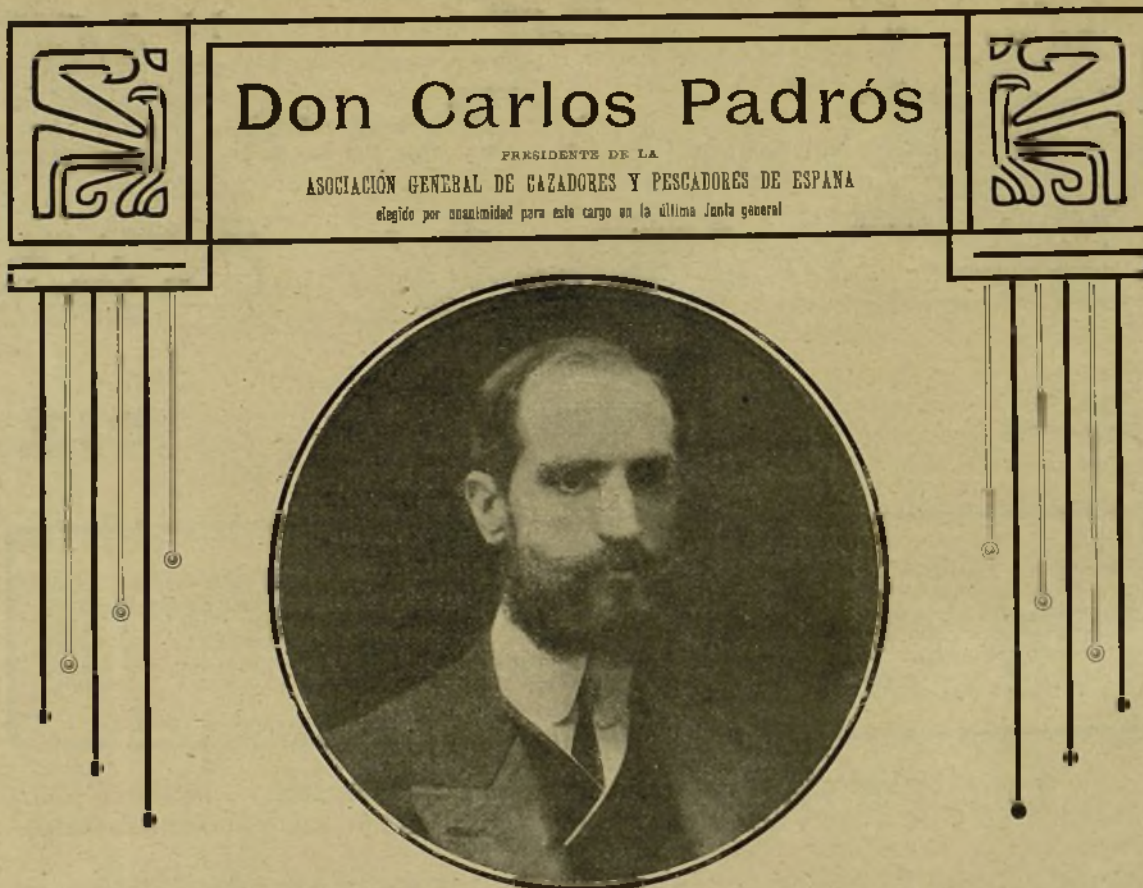 Don Carlos Padrós
PRESIDENTE DE LA
ASOCIACIÓN GENERAL DE CAZADORES Y PESCADORES DE ESPANA
elegido por unanimidad para este cargo en la última Junta general